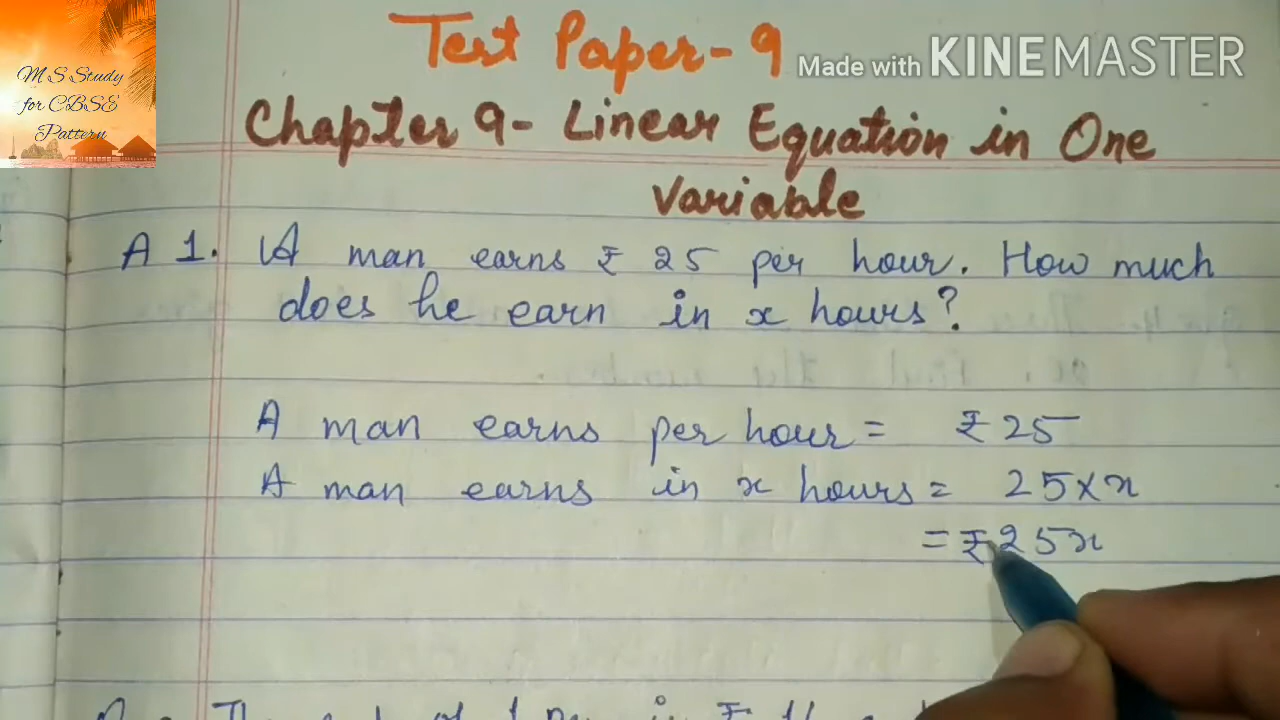 M S Study
for CBSE
Pattern
Made with KINEMASTER
Test Paper-9
Chapter 9- Linear Equation in One
Variable
A 1. A man earns ₹ 25 per hour. How much
does he earn in x hours?
A man earns per hour = ₹25
A man earns in x hours = 25×x
= ₹25x